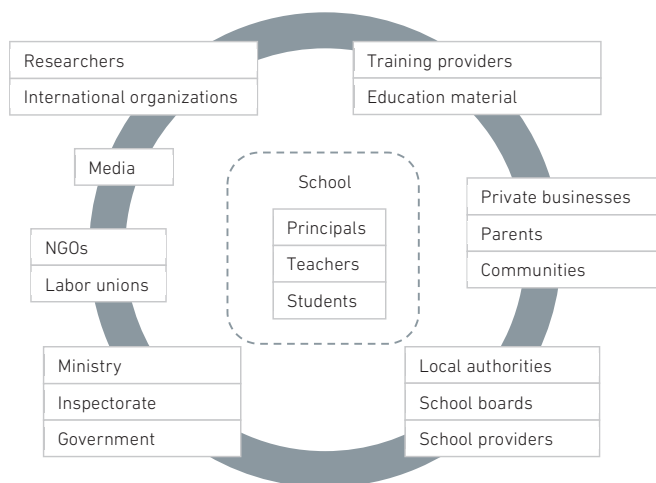 Researchers
International organizations
Training providers
Education material
Media
School
Principals
Teachers
Students
Private businesses
Parents
Communities
NGOs
Labor unions
Ministry
Inspectorate
Government
Local authorities
School boards
School providers